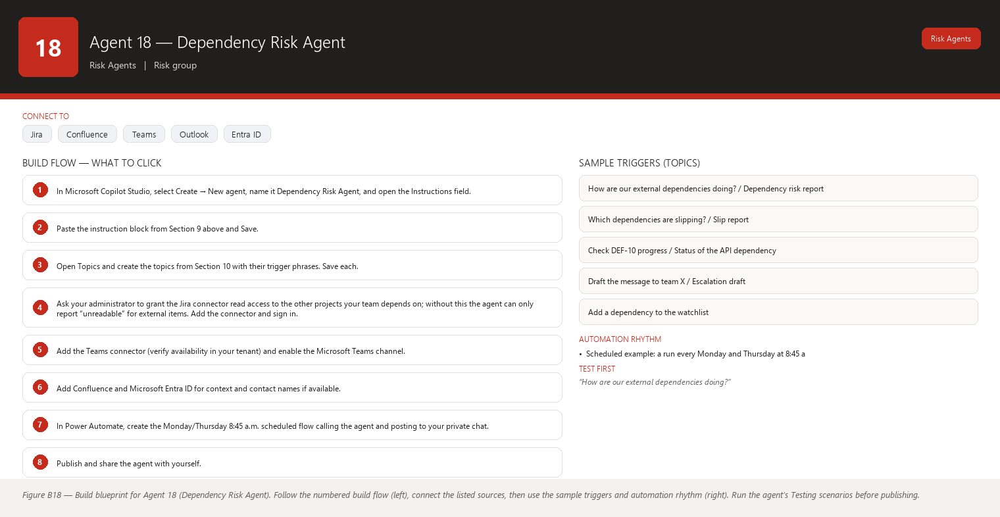 18
Agent 18 — Dependency Risk Agent
Risk Agents | Risk group
Risk Agents
CONNECT TO
Jira
Confluence
Teams
Outlook
Entra ID
BUILD FLOW — WHAT TO CLICK
1
In Microsoft Copilot Studio, select Create → New agent, name it Dependency Risk Agent, and open the Instructions field.
2
Paste the instruction block from Section 9 above and Save.
3
Open Topics and create the topics from Section 10 with their trigger phrases. Save each.
4
Ask your administrator to grant the Jira connector read access to the other projects your team depends on; without this the agent can only
report “unreadable” for external items. Add the connector and sign in.
5
Add the Teams connector (verify availability in your tenant) and enable the Microsoft Teams channel.
6
Add Confluence and Microsoft Entra ID for context and contact names if available.
7
In Power Automate, create the Monday/Thursday 8:45 a.m. scheduled flow calling the agent and posting to your private chat.
8
Publish and share the agent with yourself.
SAMPLE TRIGGERS (TOPICS)
How are our external dependencies doing? / Dependency risk report
Which dependencies are slipping? / Slip report
Check DEF-10 progress / Status of the API dependency
Draft the message to team X / Escalation draft
Add a dependency to the watchlist
AUTOMATION RHYTHM
• Scheduled example: a run every Monday and Thursday at 8:45 a
TEST FIRST
“How are our external dependencies doing?”
Figure B18 — Build blueprint for Agent 18 (Dependency Risk Agent). Follow the numbered build flow (left), connect the listed sources, then use the sample triggers and automation rhythm (right). Run the agent's Testing scenarios before publishing.